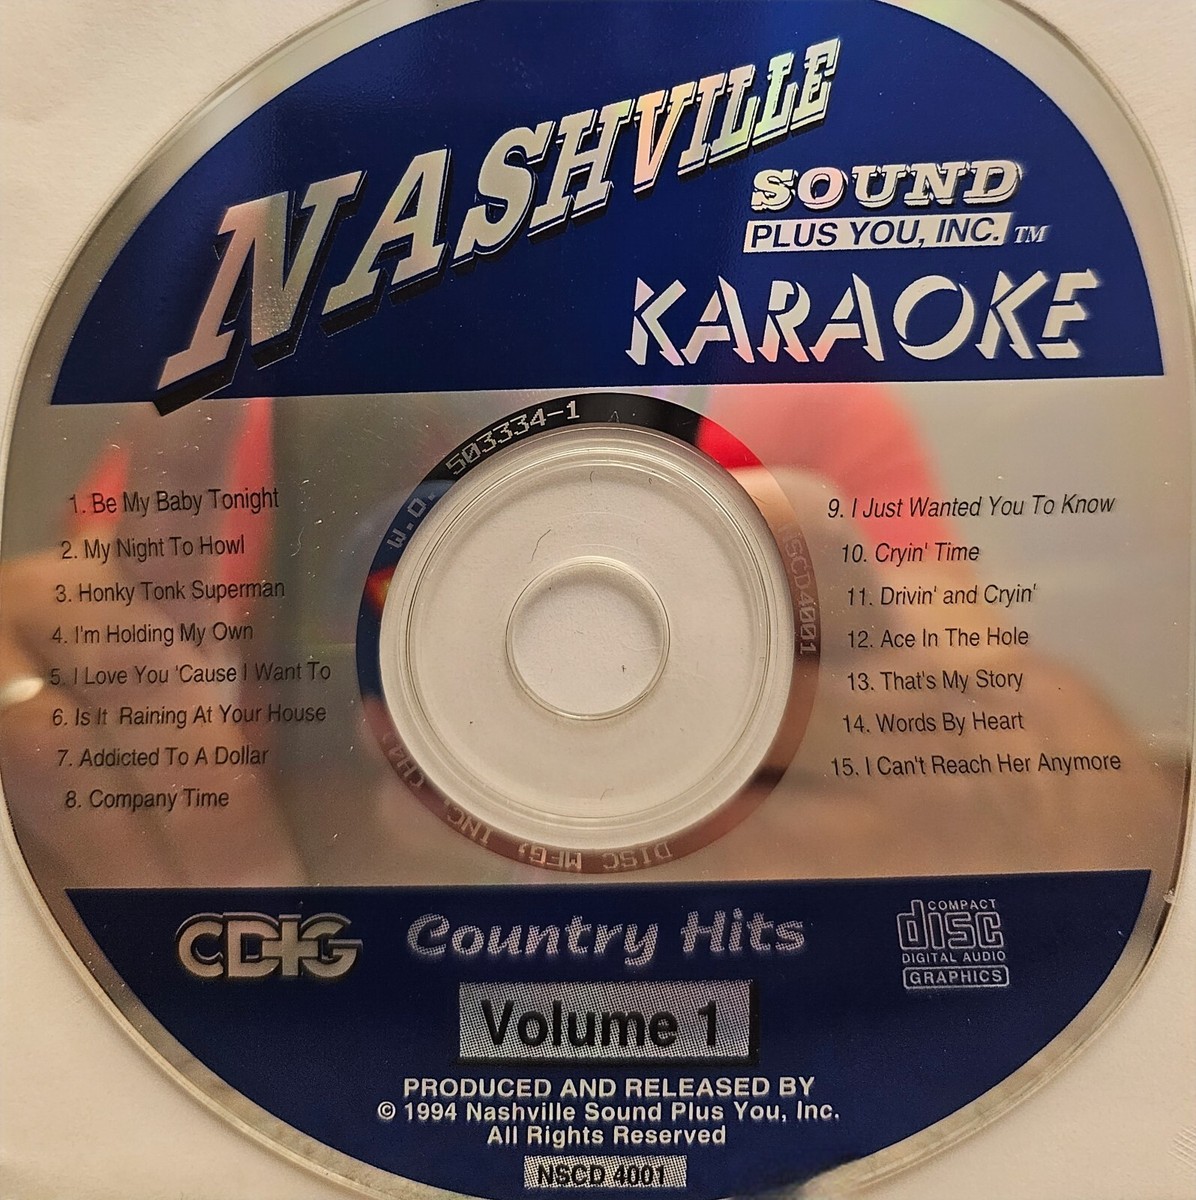 NASHVILLE
SOUND
PLUS YOU, INC. TM
KARAOKE
W.O. 503334-1
NSCD4001
DISC MFG, INC.
1. Be My Baby Tonight
2. My Night To Howl
3. Honky Tonk Superman
4. I'm Holding My Own
5. I Love You 'Cause I Want To
6. Is It Raining At Your House
7. Addicted To A Dollar
8. Company Time
9. I Just Wanted You To Know
10. Cryin' Time
11. Drivin' and Cryin'
12. Ace In The Hole
13. That's My Story
14. Words By Heart
15. I Can't Reach Her Anymore
CD+G
Country Hits
COMPACT
disc
DIGITAL AUDIO
GRAPHICS
Volume 1
PRODUCED AND RELEASED BY
© 1994 Nashville Sound Plus You, Inc.
All Rights Reserved
NSCD 4001